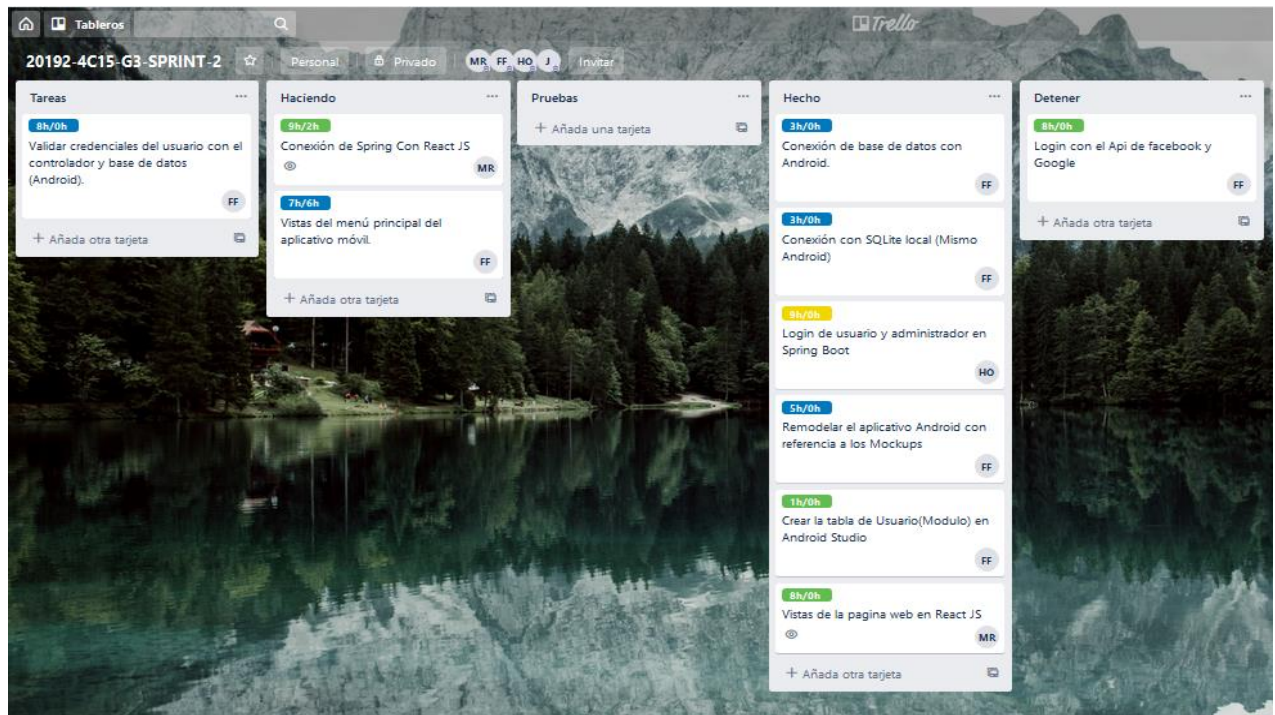 Tableros
Trello
20192-4C15-G3-SPRINT-2
Personal
Privado
MR FF HO J
Invitar
Tareas
8h/0h
Validar credenciales del usuario con el
controlador y base de datos
(Android).
FF
+ Añada otra tarjeta
Haciendo
9h/2h
Conexión de Spring Con React JS
MR
7h/6h
Vistas del menú principal del
aplicativo móvil.
FF
+ Añada otra tarjeta
Pruebas
+ Añada una tarjeta
Hecho
3h/0h
Conexión de base de datos con
Android.
FF
3h/0h
Conexión con SQLite local (Mismo
Android)
FF
9h/0h
Login de usuario y administrador en
Spring Boot
HO
5h/0h
Remodelar el aplicativo Android con
referencia a los Mockups
FF
1h/0h
Crear la tabla de Usuario(Modulo) en
Android Studio
FF
8h/0h
Vistas de la pagina web en React JS
MR
+ Añada otra tarjeta
Detener
8h/0h
Login con el Api de facebook y
Google
FF
+ Añada otra tarjeta